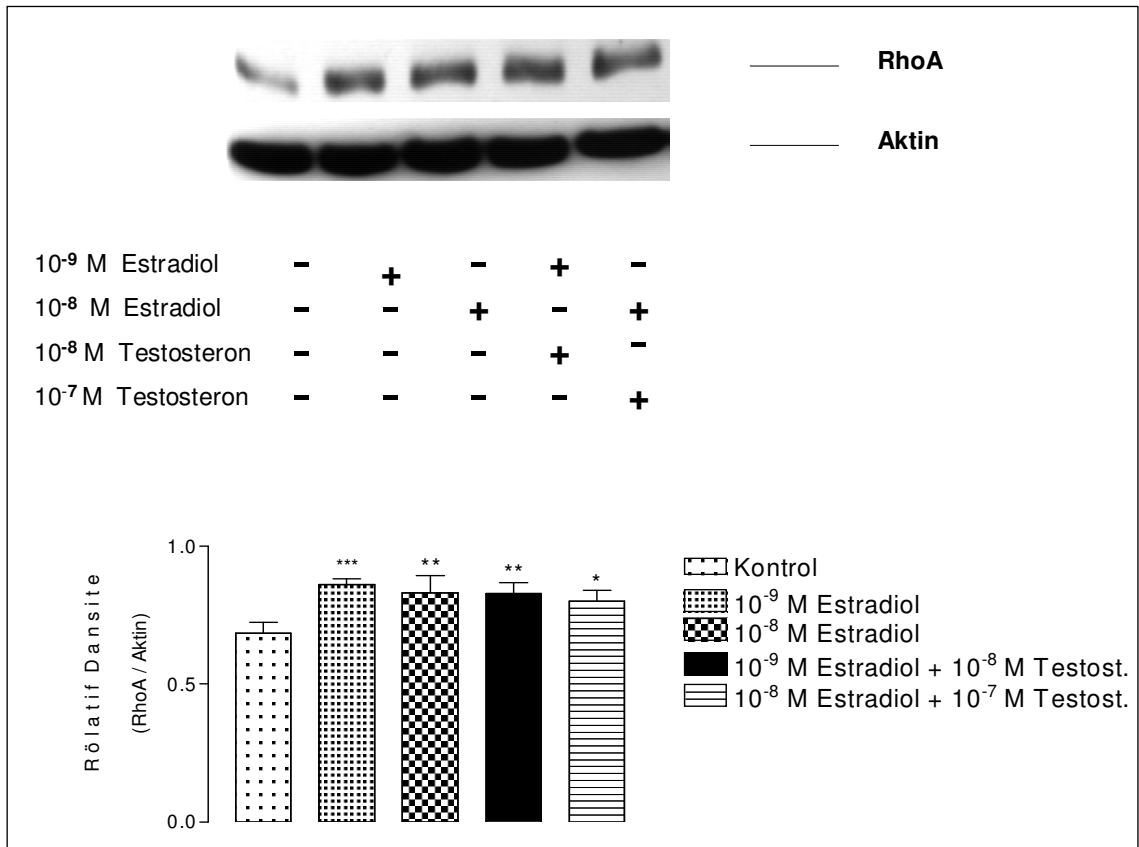 RhoA
Aktin
10⁻⁹ M Estradiol - + - + -
10⁻⁸ M Estradiol - - + - +
10⁻⁸ M Testosteron - - - + -
10⁻⁷ M Testosteron - - - - +
1.0
0.5
0.0
Rölatif Dansite
(RhoA / Aktin)
*** ** ** *
Kontrol
10⁻⁹ M Estradiol
10⁻⁸ M Estradiol
10⁻⁹ M Estradiol + 10⁻⁸ M Testost.
10⁻⁸ M Estradiol + 10⁻⁷ M Testost.